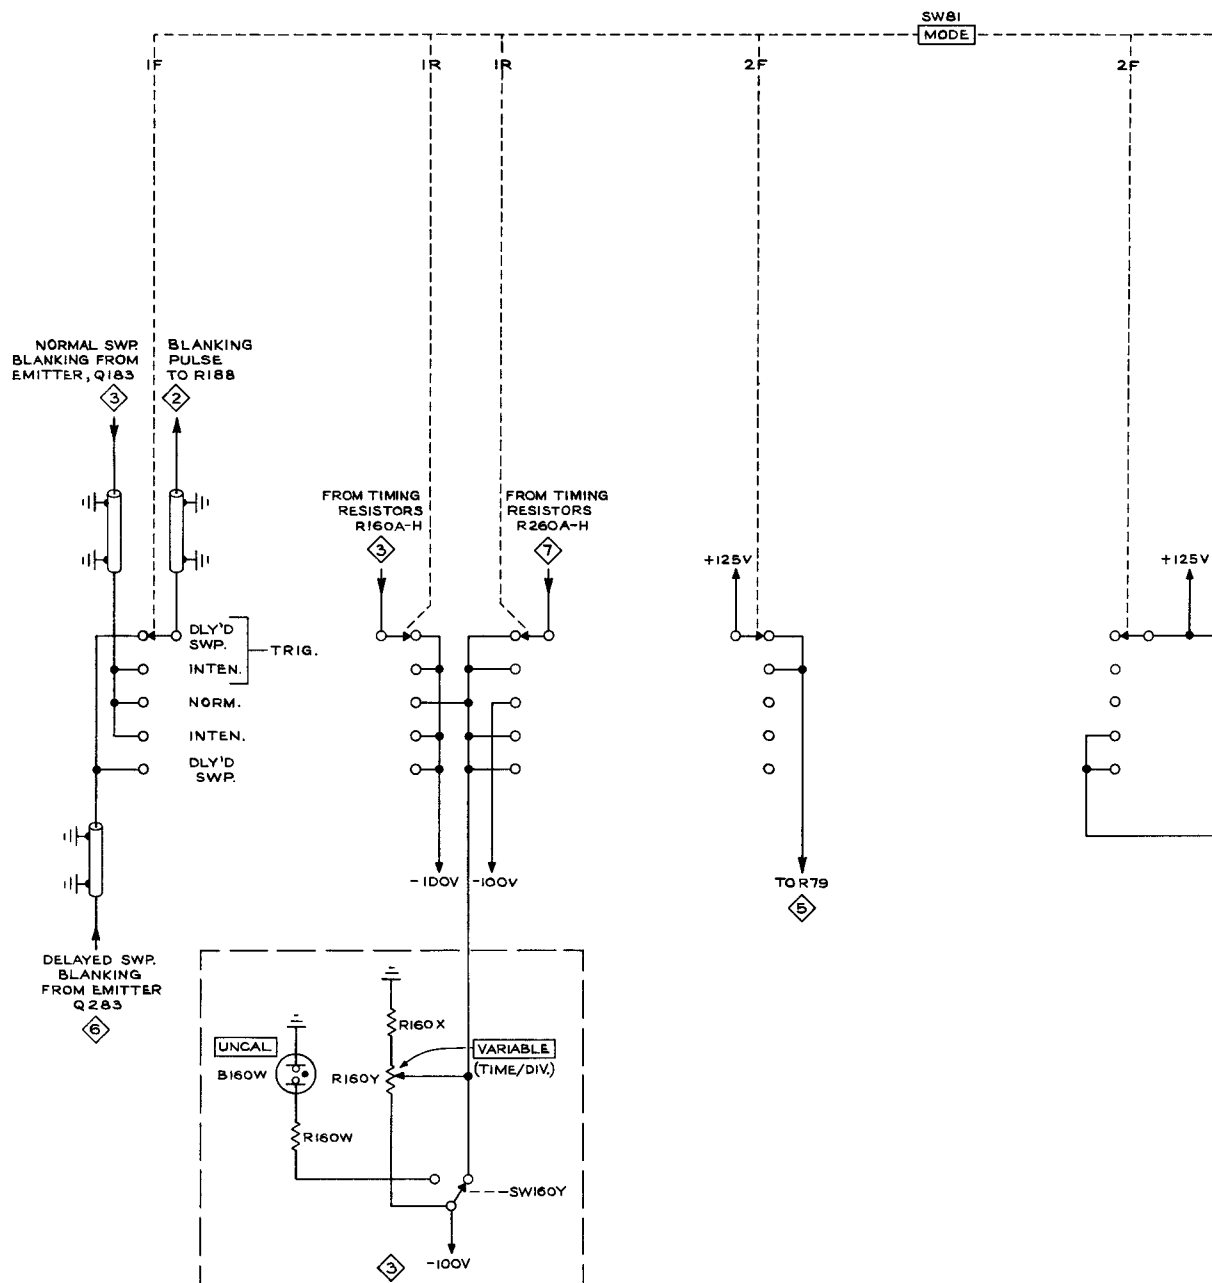 SW81
MODE
1F
1R
1R
2F
2F
NORMAL SWP.
BLANKING FROM
EMITTER, Q183
3
BLANKING
PULSE
TO R188
2
FROM TIMING
RESISTORS
R160A-H
3
FROM TIMING
RESISTORS
R260A-H
7
+125V
+125V
DLY'D
SWP.
INTEN.
TRIG.
NORM.
INTEN.
DLY'D
SWP.
-100V
-100V
TO R79
5
DELAYED SWP.
BLANKING
FROM EMITTER
Q283
6
UNCAL
B160W
R160W
R160X
R160Y
VARIABLE
(TIME/DIV.)
SW160Y
3
-100V